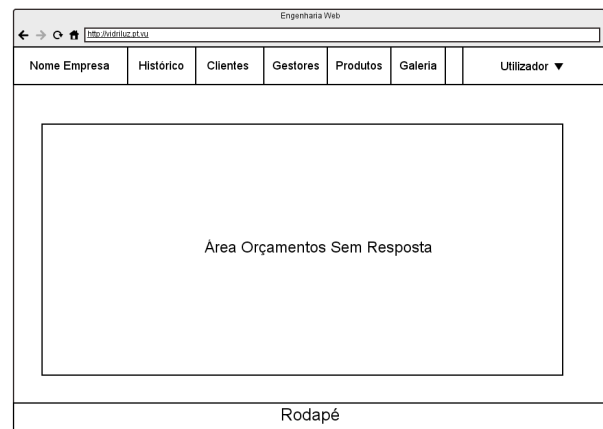 Engenharia Web
http://vidriluz.pt.vu
Nome Empresa Histórico Clientes Gestores Produtos Galeria Utilizador ▼
Área Orçamentos Sem Resposta
Rodapé